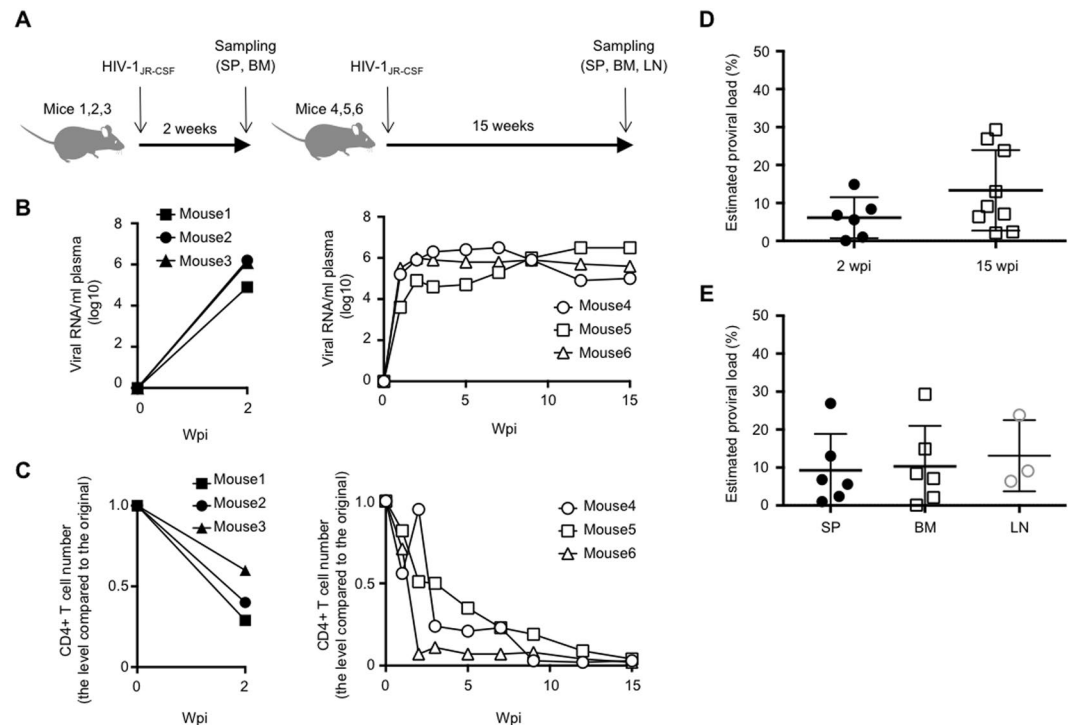 A
HIV-1JR-CSF
Sampling
(SP, BM)
Mice 1,2,3
2 weeks
HIV-1JR-CSF
Sampling
(SP, BM, LN)
Mice 4,5,6
15 weeks
B
Viral RNA/ml plasma
(log10)
8
6
4
2
0
0
2
Wpi
Mouse1
Mouse2
Mouse3
Viral RNA/ml plasma
(log10)
8
6
4
2
0
0
5
10
15
Wpi
Mouse4
Mouse5
Mouse6
C
CD4+ T cell number
(the level compared to the original)
1.0
0.5
0
0
2
Wpi
Mouse1
Mouse2
Mouse3
CD4+ T cell number
(the level compared to the original)
1.0
0.5
0
0
5
10
15
Wpi
Mouse4
Mouse5
Mouse6
D
Estimated proviral load (%)
50
40
30
20
10
0
2 wpi
15 wpi
E
Estimated proviral load (%)
50
40
30
20
10
0
SP
BM
LN